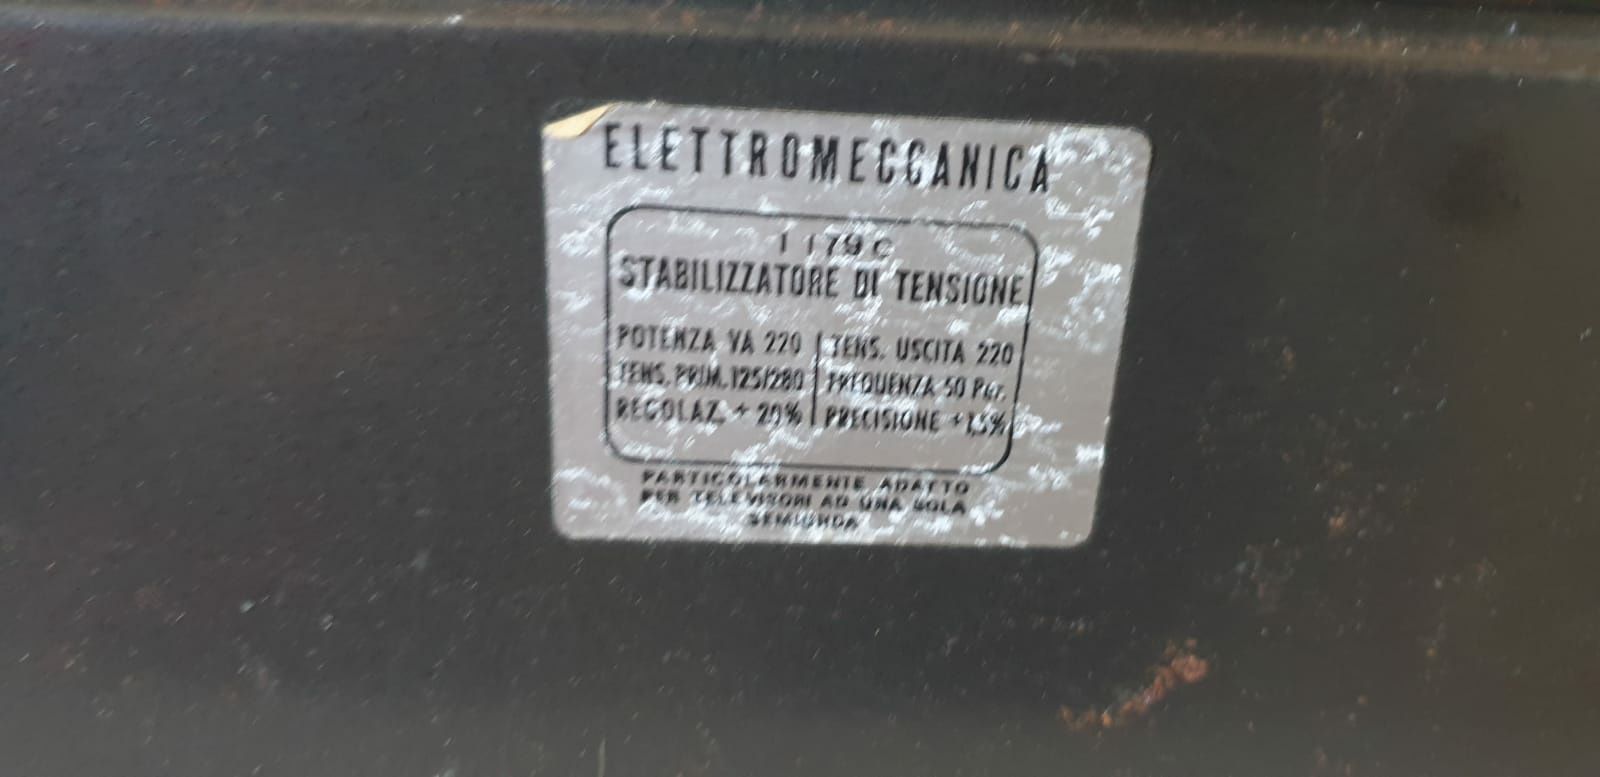 ELETTROMECCANICA
STABILIZZATORE DI TENSIONE
POTENZA VA 220
TENS. PRIM. 125/280
REGOLAZ. + 20%
TENS. USCITA 220
FREQUENZA 50 Per.
PRECISIONE + 1,5%
PARTICOLARMENTE ADATTO
PER TELEVISORI AD UNA SOLA
SEMIONDA